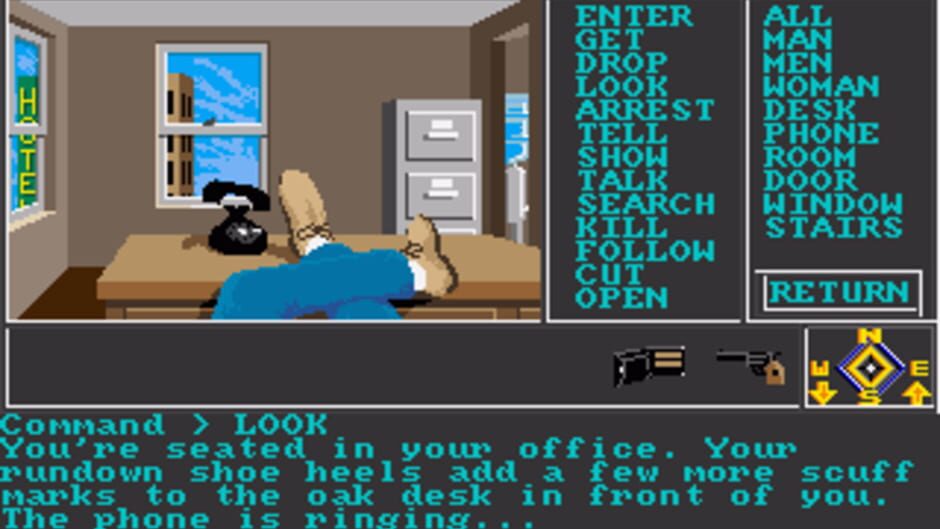 HOTEL
ENTER
GET
DROP
LOOK
ARREST
TELL
SHOW
TALK
SEARCH
KILL
FOLLOW
CUT
OPEN
ALL
MAN
MEN
WOMAN
DESK
PHONE
ROOM
DOOR
WINDOW
STAIRS
RETURN
N
W E
S
Command > LOOK
You're seated in your office. Your
rundown shoe heels add a few more scuff
marks to the oak desk in front of you.
The phone is ringing...